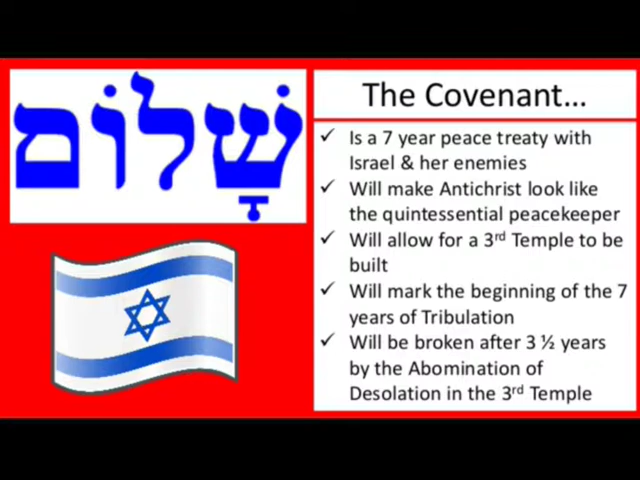 שָׁלוֹם
The Covenant...
✓ Is a 7 year peace treaty with
Israel & her enemies
✓ Will make Antichrist look like
the quintessential peacekeeper
✓ Will allow for a 3rd Temple to be
built
✓ Will mark the beginning of the 7
years of Tribulation
✓ Will be broken after 3 ½ years
by the Abomination of
Desolation in the 3rd Temple